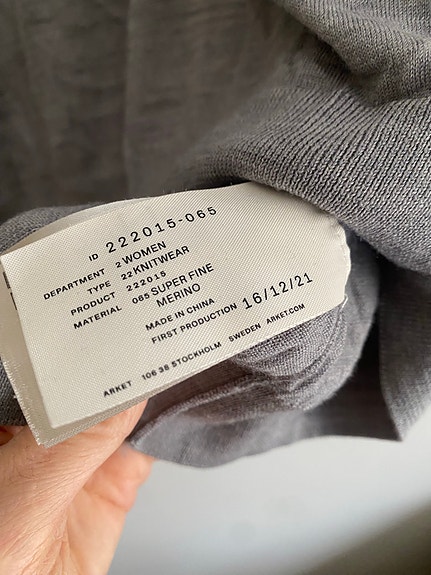 ID 222015-065
DEPARTMENT 2 WOMEN
TYPE 22 KNITWEAR
PRODUCT 222015
MATERIAL 065 SUPER FINE
MERINO
MADE IN CHINA
FIRST PRODUCTION 16/12/21
ARKET 106 38 STOCKHOLM SWEDEN ARKET.COM